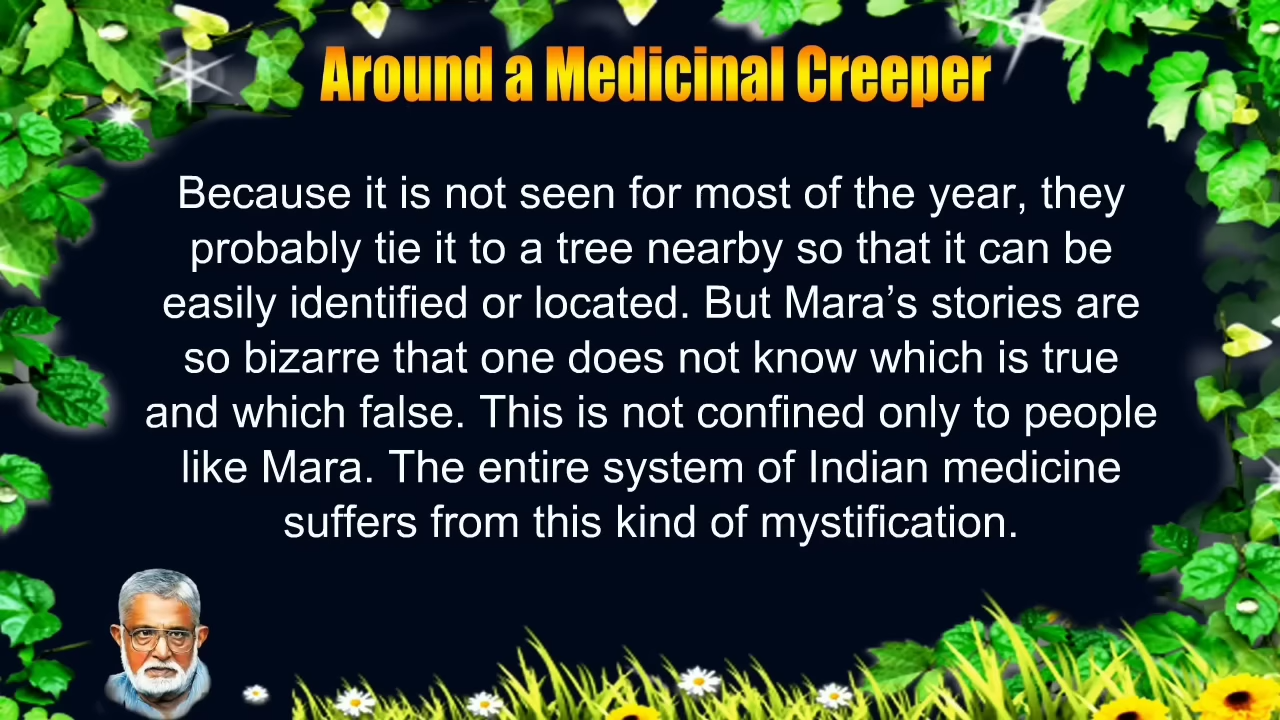 Around a Medicinal Creeper
Because it is not seen for most of the year, they
probably tie it to a tree nearby so that it can be
easily identified or located. But Mara’s stories are
so bizarre that one does not know which is true
and which false. This is not confined only to people
like Mara. The entire system of Indian medicine
suffers from this kind of mystification.